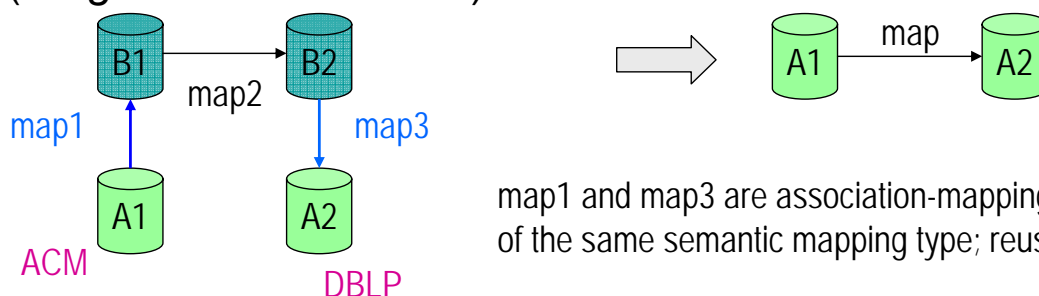 B1
B2
map2
map1
map3
A1
A2
ACM
DBLP
map
A1
A2
map1 and map3 are association-mapping
of the same semantic mapping type; reus